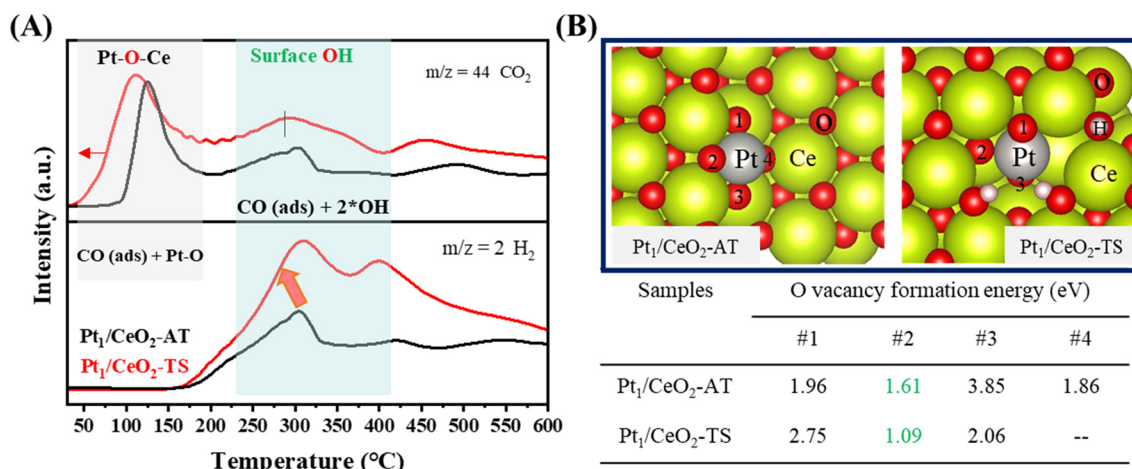 (A)
Pt-O-Ce
Surface OH
m/z = 44 CO₂
CO (ads) + 2*OH
CO (ads) + Pt-O
m/z = 2 H₂
Pt₁/CeO₂-AT
Pt₁/CeO₂-TS
Intensity (a.u.)
50 100 150 200 250 300 350 400 450 500 550 600
Temperature (°C)
(B)
1
O
2 Pt 4 Ce
3
Pt₁/CeO₂-AT
O
1 H
2 Pt
3 Ce
Pt₁/CeO₂-TS
Samples O vacancy formation energy (eV)
#1 #2 #3 #4
Pt₁/CeO₂-AT 1.96 1.61 3.85 1.86
Pt₁/CeO₂-TS 2.75 1.09 2.06 --